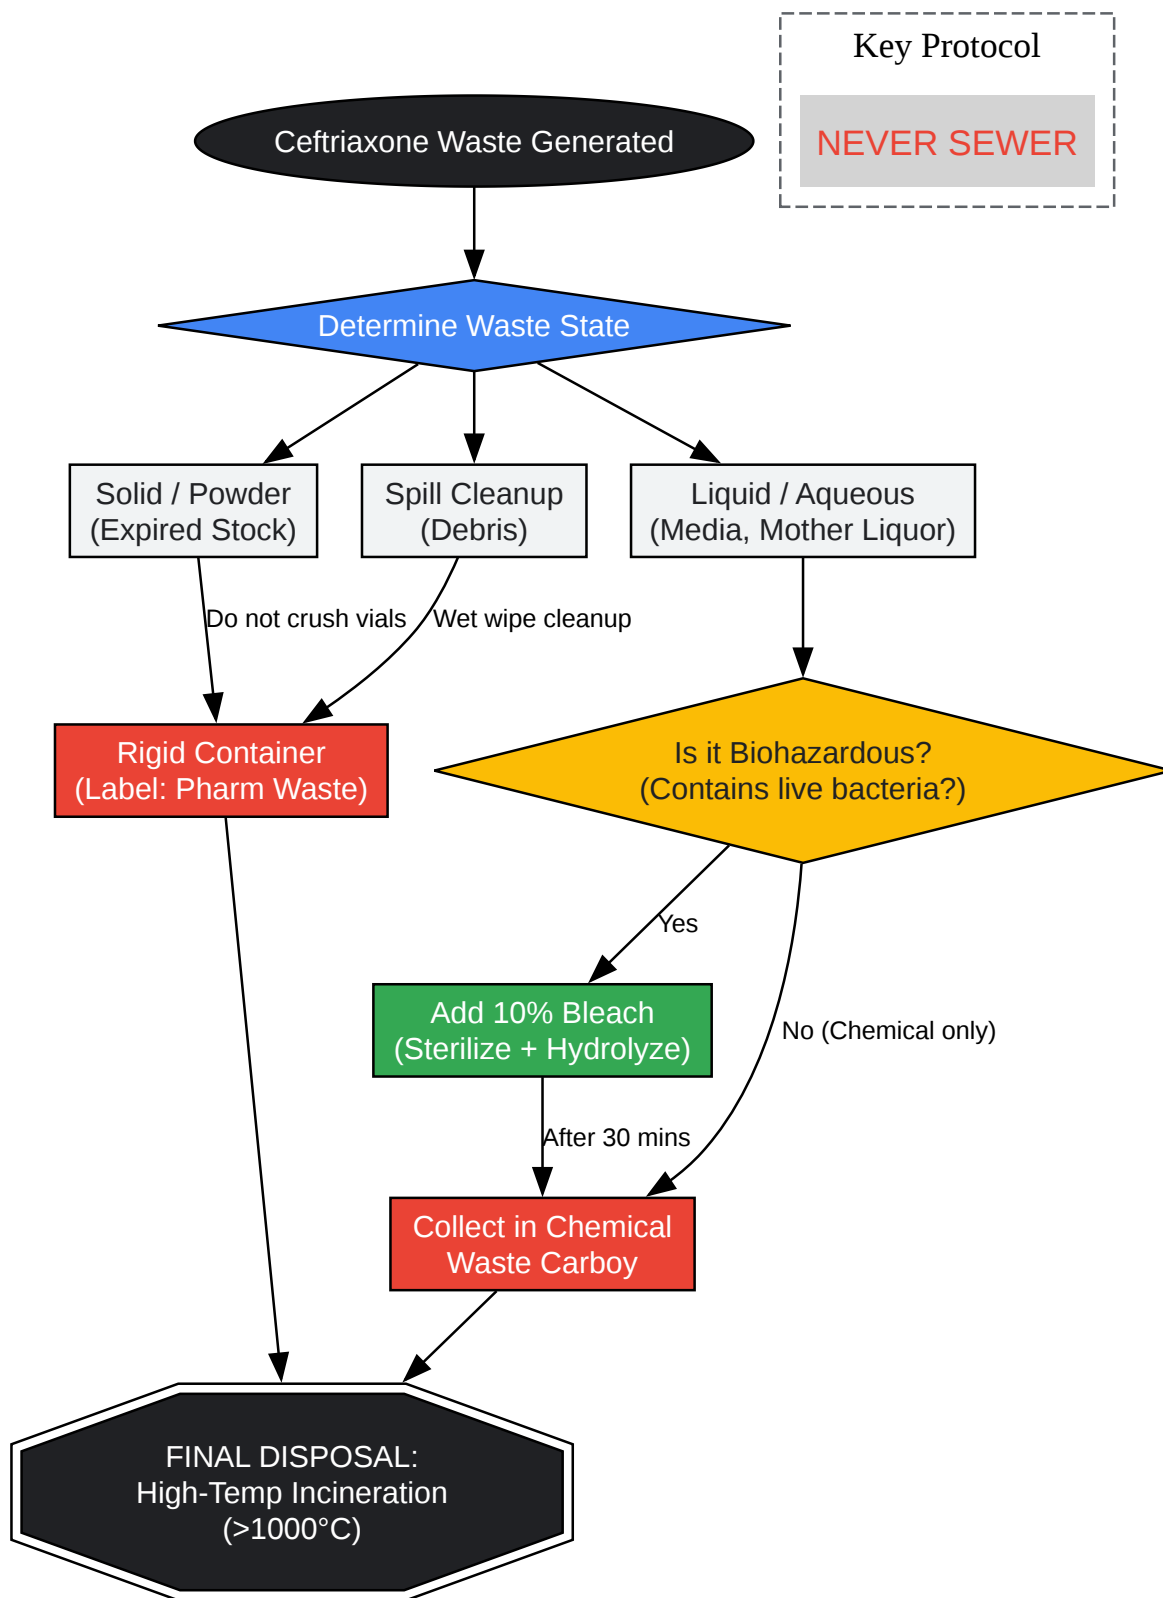 Key Protocol
NEVER SEWER
Ceftriaxone Waste Generated
Determine Waste State
Solid / Powder
(Expired Stock)
Spill Cleanup
(Debris)
Liquid / Aqueous
(Media, Mother Liquor)
Do not crush vials
Wet wipe cleanup
Rigid Container
(Label: Pharm Waste)
Is it Biohazardous?
(Contains live bacteria?)
Yes
Add 10% Bleach
(Sterilize + Hydrolyze)
No (Chemical only)
After 30 mins
Collect in Chemical
Waste Carboy
FINAL DISPOSAL:
High-Temp Incineration
(>1000°C)